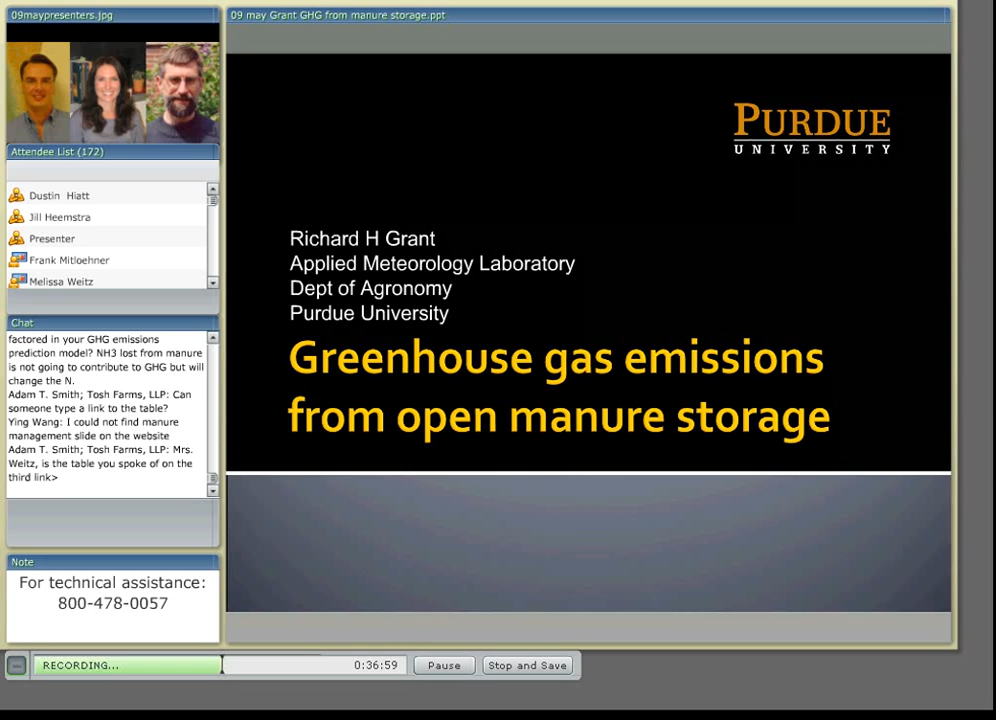 09maypresenters.jpg
Attendee List (172)
Dustin Hiatt
Jill Heemstra
Presenter
Frank Mitloehner
Melissa Weitz
Chat
factored in your GHG emissions
prediction model? NH3 lost from manure
is not going to contribute to GHG but will
change the N.
Adam T. Smith; Tosh Farms, LLP: Can
someone type a link to the table?
Ying Wang: I could not find manure
management slide on the website
Adam T. Smith; Tosh Farms, LLP: Mrs.
Weitz, is the table you spoke of on the
third link>
Note
For technical assistance:
800-478-0057
09 may Grant GHG from manure storage.ppt
PURDUE
UNIVERSITY
Richard H Grant
Applied Meteorology Laboratory
Dept of Agronomy
Purdue University
Greenhouse gas emissions
from open manure storage
RECORDING...
0:36:59
Pause
Stop and Save